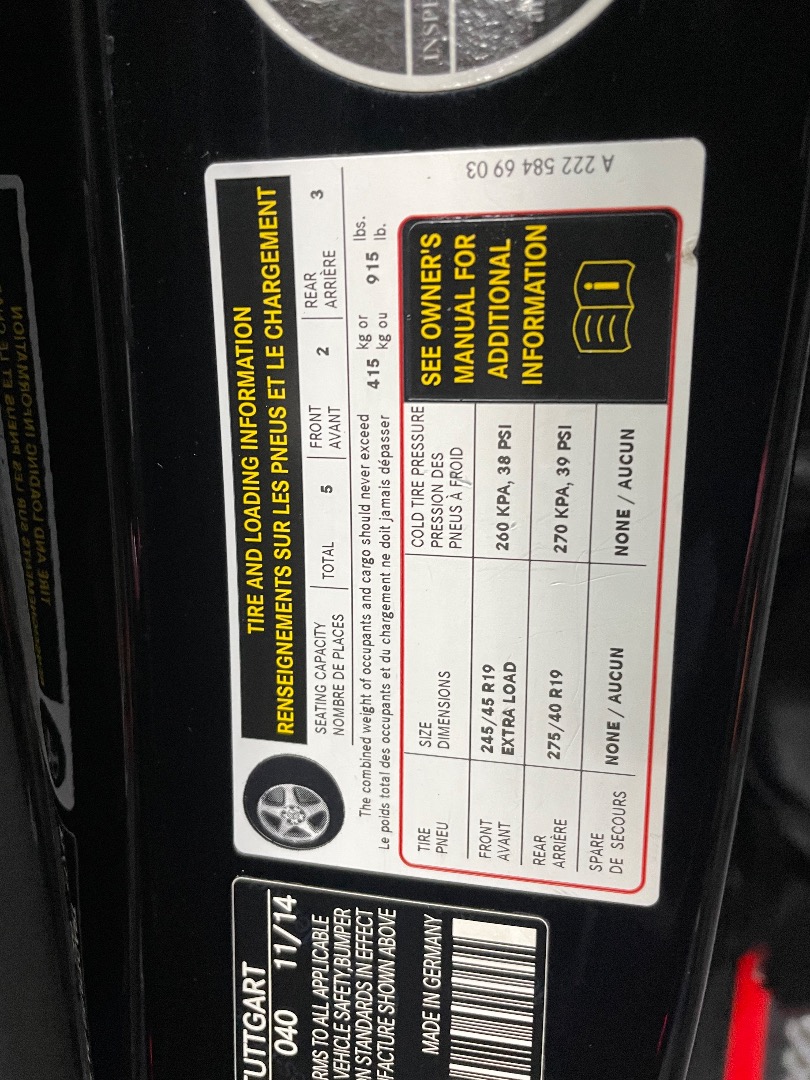 TIRE AND LOADING INFORMATION
RENSEIGNEMENTS SUR LES PNEUS ET LE CHARGEMENT
SEATING CAPACITY
NOMBRE DE PLACES
TOTAL 5
FRONT
AVANT
2
REAR
ARRIÈRE
3
The combined weight of occupants and cargo should never exceed 415 kg or 915 lbs.
Le poids total des occupants et du chargement ne doit jamais dépasser kg ou lb.
TIRE
PNEU
SIZE
DIMENSIONS
COLD TIRE PRESSURE
PRESSION DES
PNEUS À FROID
FRONT
AVANT
245/45 R19
EXTRA LOAD
260 KPA, 38 PSI
REAR
ARRIÈRE
275/40 R19
270 KPA, 39 PSI
SPARE
DE SECOURS
NONE / AUCUN
NONE / AUCUN
SEE OWNER'S
MANUAL FOR
ADDITIONAL
INFORMATION
i
A 222 584 69 03
040 11/14
TO ALL APPLICABLE
VEHICLE SAFETY,BUMPER
STANDARDS IN EFFECT
SHOWN ABOVE
MADE IN GERMANY
TIRE AND LOADING INFORMATION